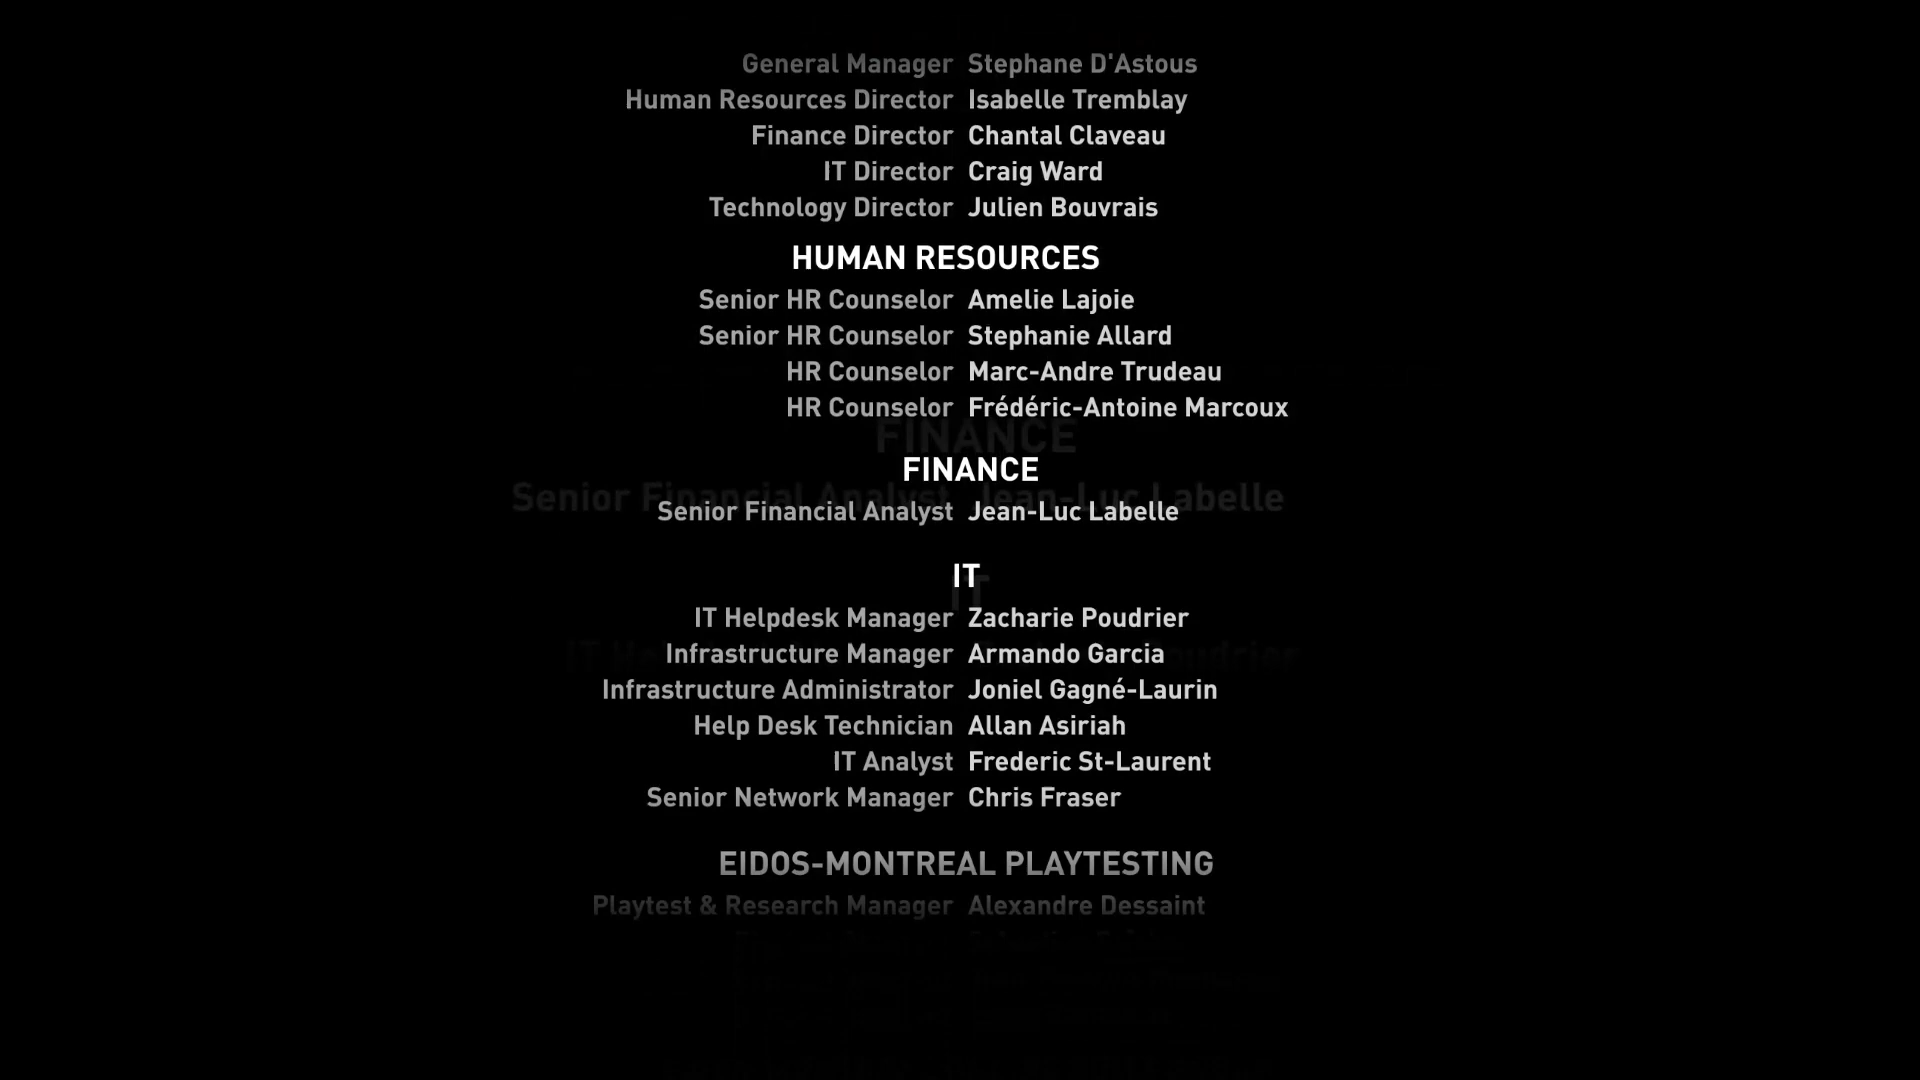 General Manager Stephane D'Astous
Human Resources Director Isabelle Tremblay
Finance Director Chantal Claveau
IT Director Craig Ward
Technology Director Julien Bouvrais
HUMAN RESOURCES
Senior HR Counselor Amelie Lajoie
Senior HR Counselor Stephanie Allard
HR Counselor Marc-Andre Trudeau
HR Counselor Frédéric-Antoine Marcoux
FINANCE
Senior Financial Analyst Jean-Luc Labelle
IT
IT Helpdesk Manager Zacharie Poudrier
Infrastructure Manager Armando Garcia
Infrastructure Administrator Joniel Gagné-Laurin
Help Desk Technician Allan Asiriah
IT Analyst Frederic St-Laurent
Senior Network Manager Chris Fraser
EIDOS-MONTREAL PLAYTESTING
Playtest & Research Manager Alexandre Dessaint